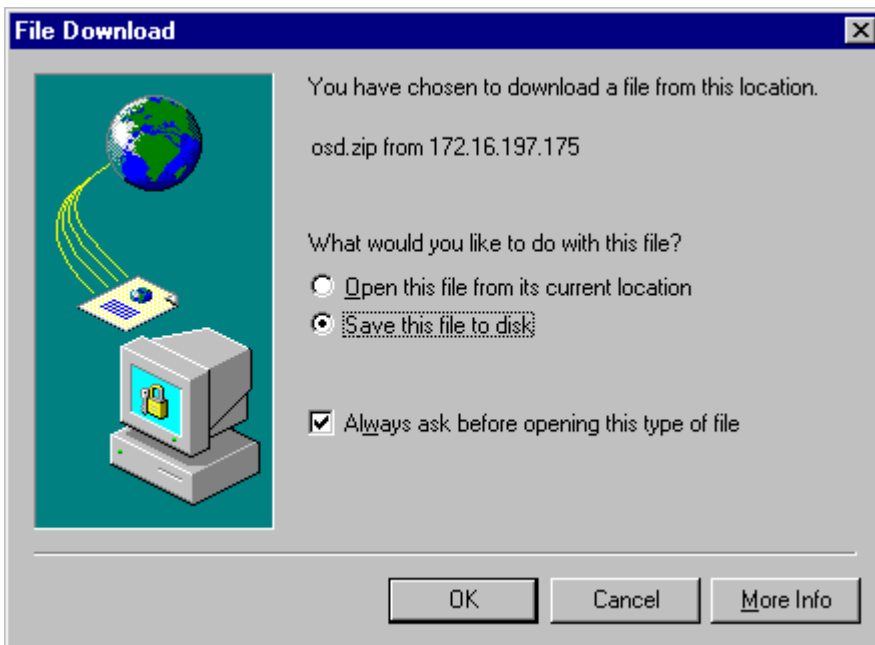 File Download
You have chosen to download a file from this location.
osd.zip from 172.16.197.175
What would you like to do with this file?
Open this file from its current location
Save this file to disk
Always ask before opening this type of file
OK
Cancel
More Info